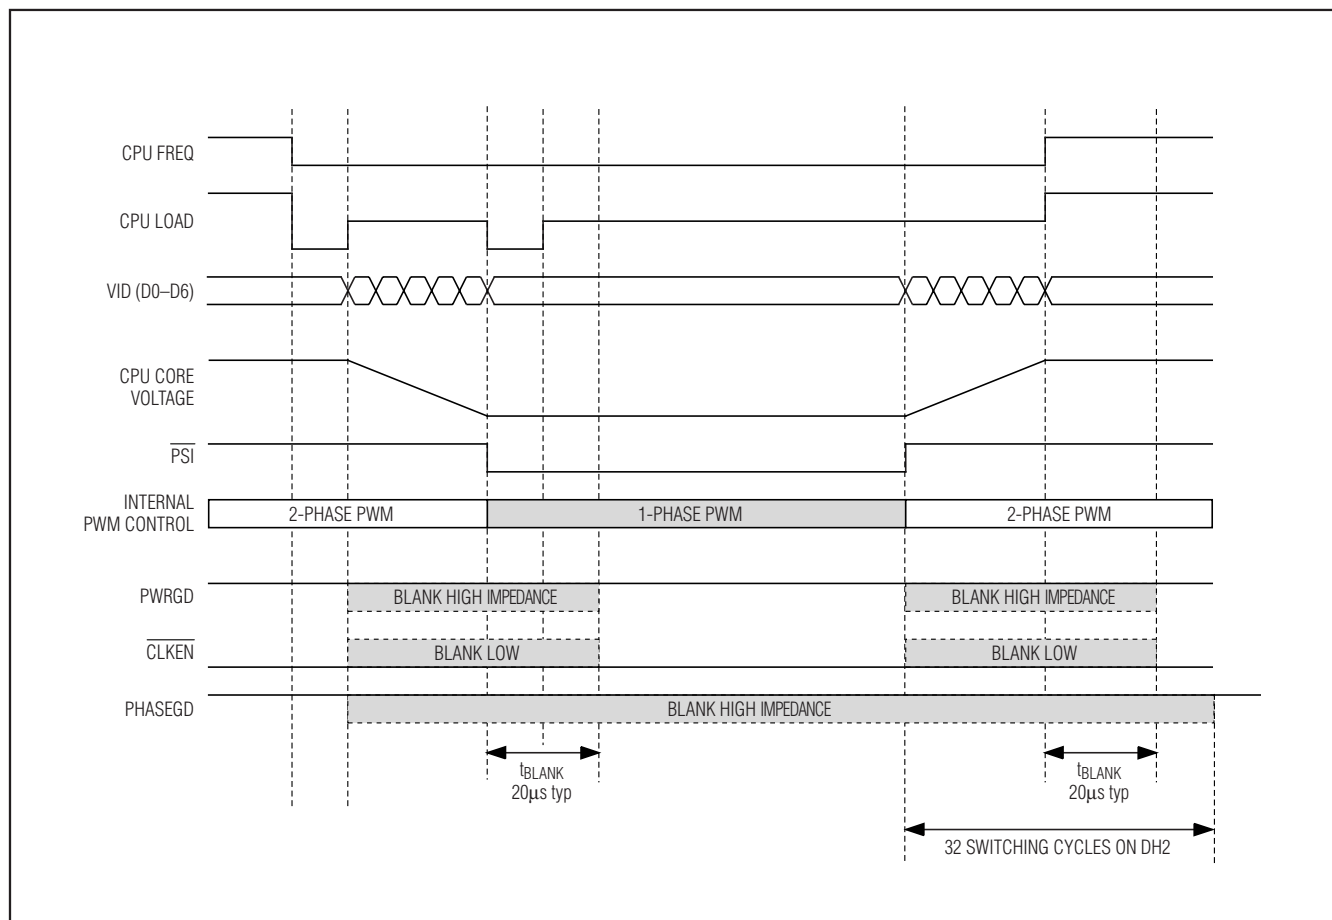 CPU FREQ
CPU LOAD
VID (D0–D6)
CPU CORE
VOLTAGE
PSI
INTERNAL
PWM CONTROL
2-PHASE PWM
1-PHASE PWM
2-PHASE PWM
PWRGD
BLANK HIGH IMPEDANCE
BLANK HIGH IMPEDANCE
CLKEN
BLANK LOW
BLANK LOW
PHASEGD
BLANK HIGH IMPEDANCE
tBLANK
20µs typ
tBLANK
20µs typ
32 SWITCHING CYCLES ON DH2